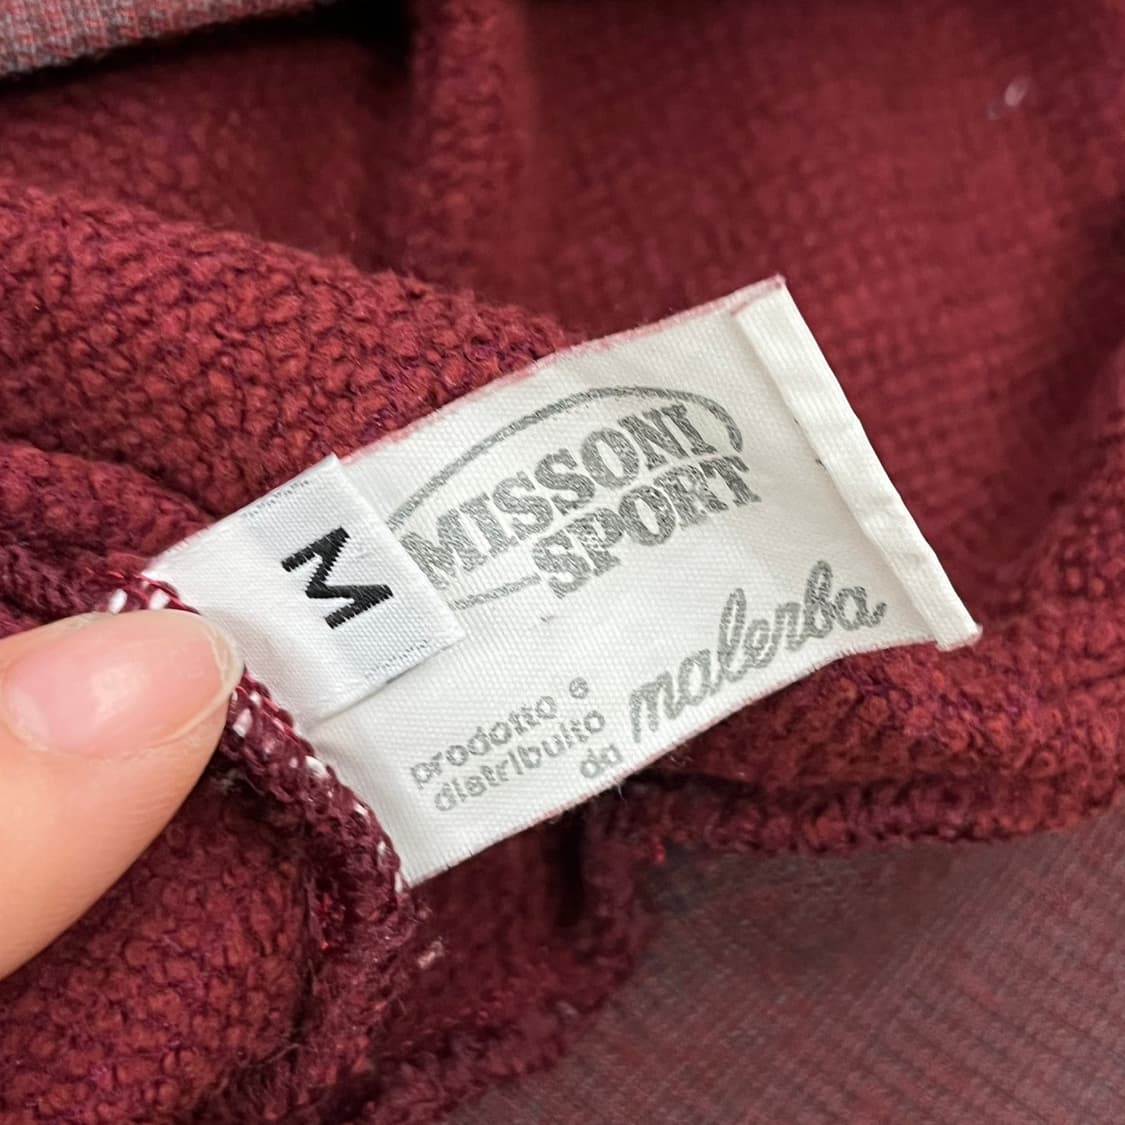 M
MISSONI
SPORT
prodotto e
distribuito
da malerba